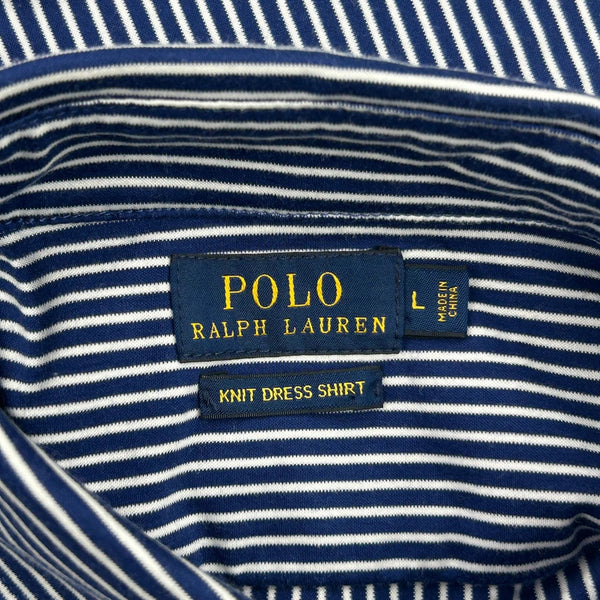 POLO
RALPH LAUREN
L
MADE IN
CHINA
KNIT DRESS SHIRT